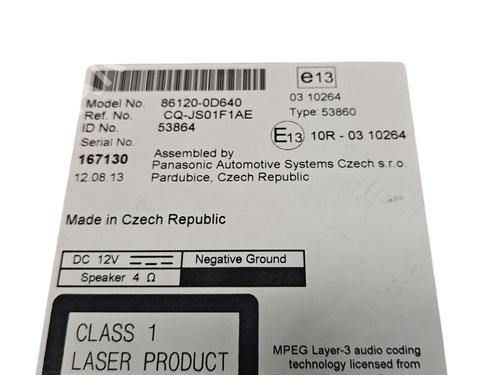 Model No. 86120-0D640
Ref. No. CQ-JS01F1AE
ID No. 53864
Serial No.
167130
12.08.13
Assembled by
Panasonic Automotive Systems Czech s.r.o.
Pardubice, Czech Republic
e13
03 10264
Type: 53860
E13 10R - 03 10264
Made in Czech Republic
DC 12V Negative Ground
Speaker 4 Ω
CLASS 1
LASER PRODUCT
MPEG Layer-3 audio coding
technology licensed from